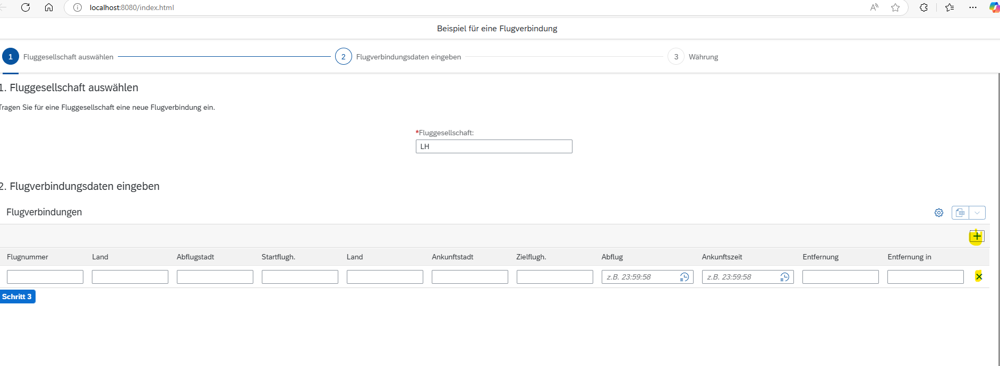 localhost:8080/index.html
Beispiel für eine Flugverbindung
1 Fluggesellschaft auswählen 2 Flugverbindungsdaten eingeben 3 Währung
1. Fluggesellschaft auswählen
Tragen Sie für eine Fluggesellschaft eine neue Flugverbindung ein.
*Fluggesellschaft:
LH
2. Flugverbindungsdaten eingeben
Flugverbindungen
Flugnummer Land Abflugstadt Startflugh. Land Ankunftstadt Zielflugh. Abflug Ankunftszeit Entfernung Entfernung in
z.B. 23:59:58 z.B. 23:59:58
Schritt 3